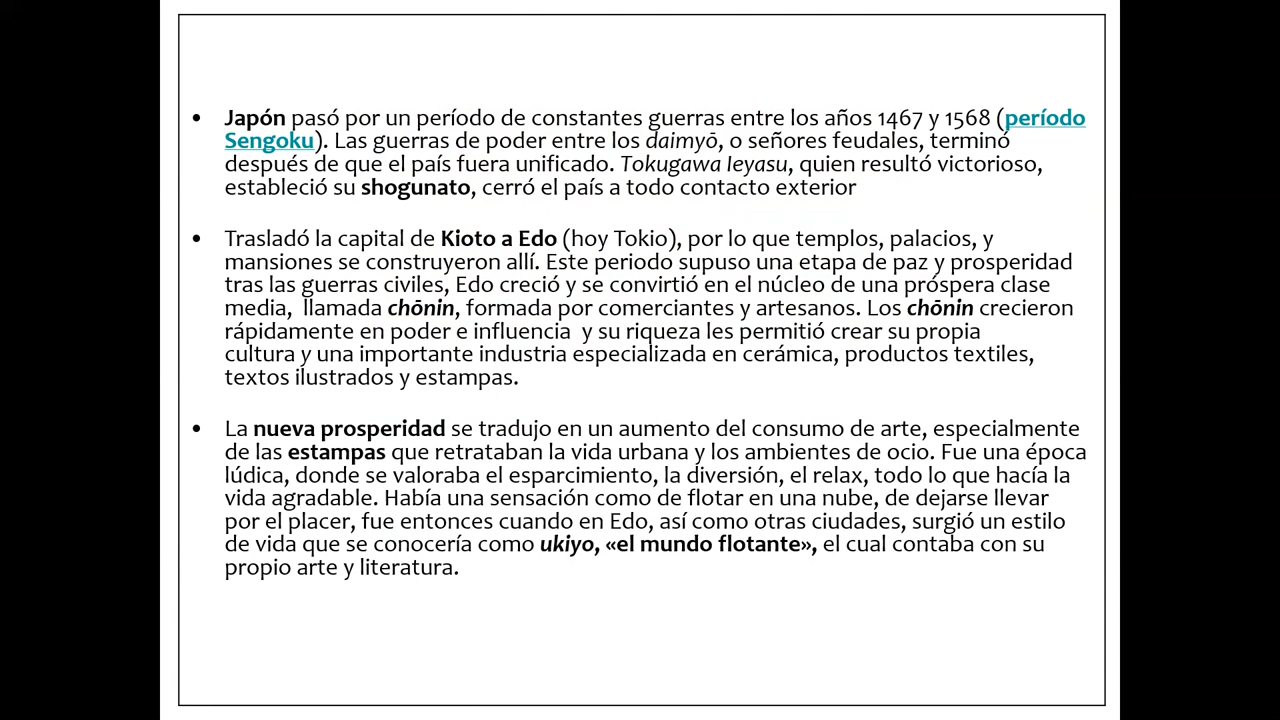 • Japón pasó por un período de constantes guerras entre los años 1467 y 1568 (período
Sengoku). Las guerras de poder entre los daimyō, o señores feudales, terminó
después de que el país fuera unificado. Tokugawa Ieyasu, quien resultó victorioso,
estableció su shogunato, cerró el país a todo contacto exterior
• Trasladó la capital de Kioto a Edo (hoy Tokio), por lo que templos, palacios, y
mansiones se construyeron allí. Este periodo supuso una etapa de paz y prosperidad
tras las guerras civiles, Edo creció y se convirtió en el núcleo de una próspera clase
media,  llamada chōnin, formada por comerciantes y artesanos. Los chōnin crecieron
rápidamente en poder e influencia  y su riqueza les permitió crear su propia
cultura y una importante industria especializada en cerámica, productos textiles,
textos ilustrados y estampas.
• La nueva prosperidad se tradujo en un aumento del consumo de arte, especialmente
de las estampas que retrataban la vida urbana y los ambientes de ocio. Fue una época
lúdica, donde se valoraba el esparcimiento, la diversión, el relax, todo lo que hacía la
vida agradable. Había una sensación como de flotar en una nube, de dejarse llevar
por el placer, fue entonces cuando en Edo, así como otras ciudades, surgió un estilo
de vida que se conocería como ukiyo, «el mundo flotante», el cual contaba con su
propio arte y literatura.